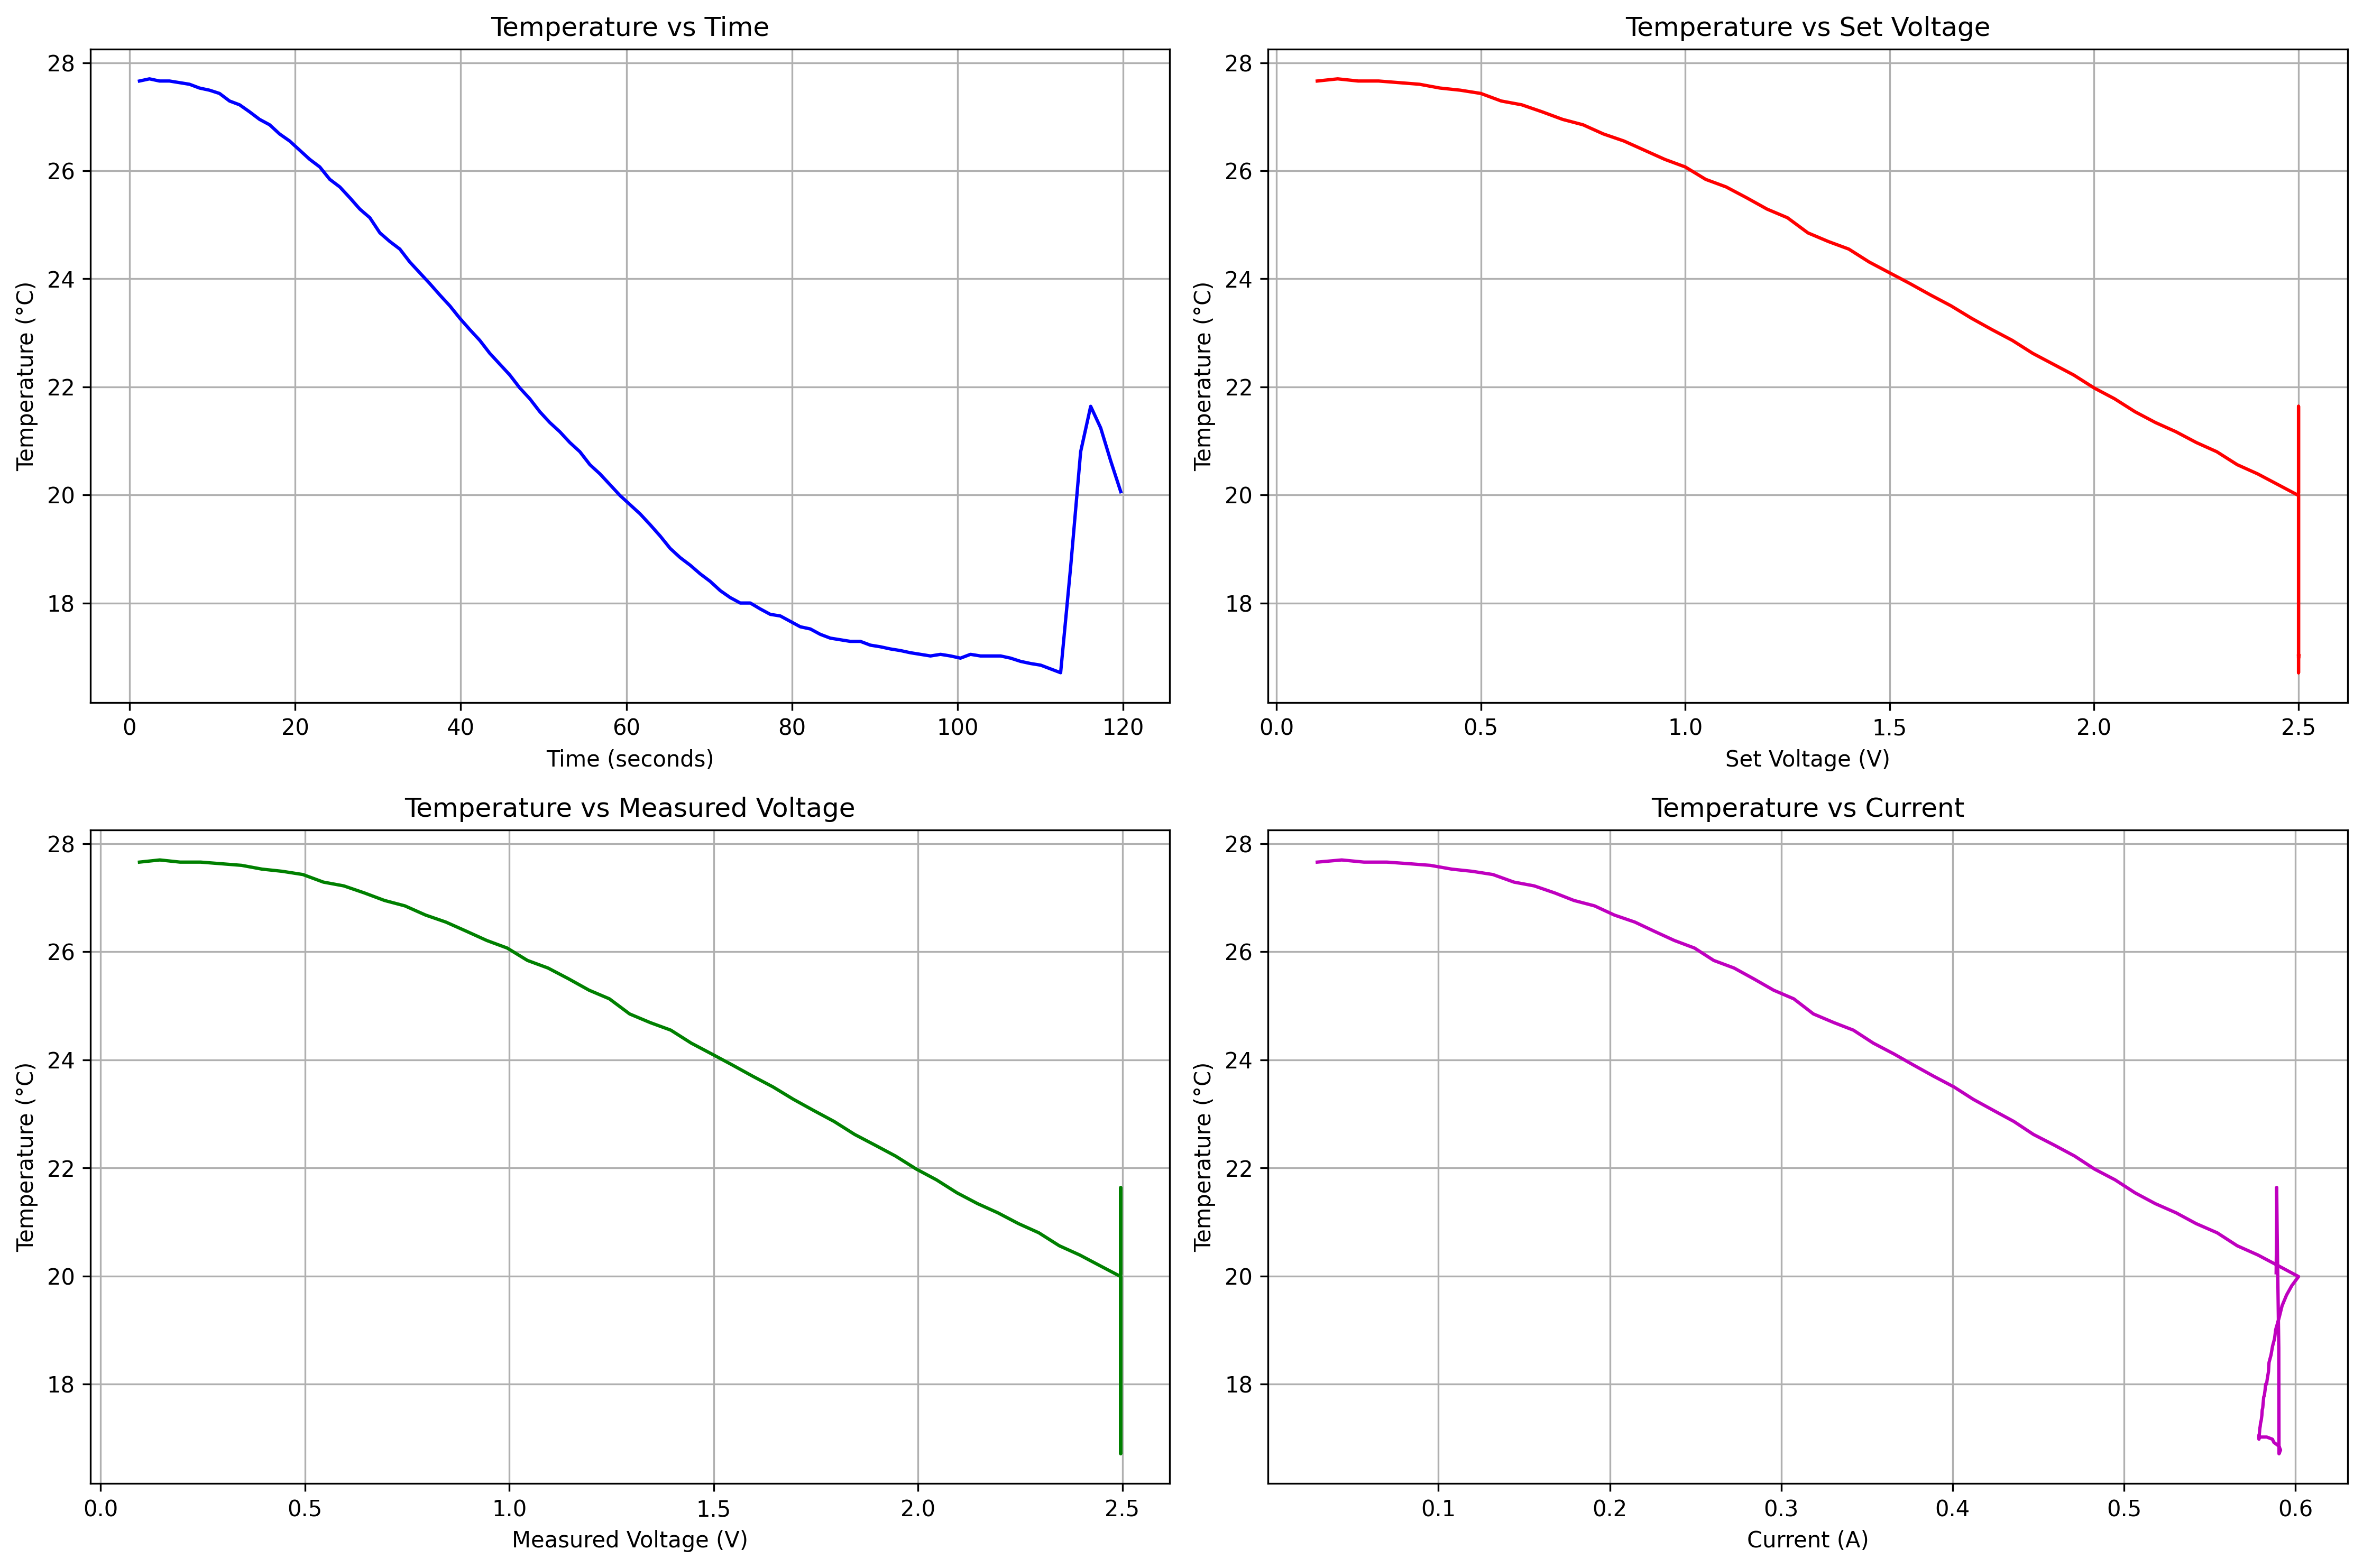 Temperature vs Time
Temperature (°C)
28
26
24
22
20
18
0 20 40 60 80 100 120
Time (seconds)
Temperature vs Set Voltage
Temperature (°C)
28
26
24
22
20
18
0.0 0.5 1.0 1.5 2.0 2.5
Set Voltage (V)
Temperature vs Measured Voltage
Temperature (°C)
28
26
24
22
20
18
0.0 0.5 1.0 1.5 2.0 2.5
Measured Voltage (V)
Temperature vs Current
Temperature (°C)
28
26
24
22
20
18
0.1 0.2 0.3 0.4 0.5 0.6
Current (A)